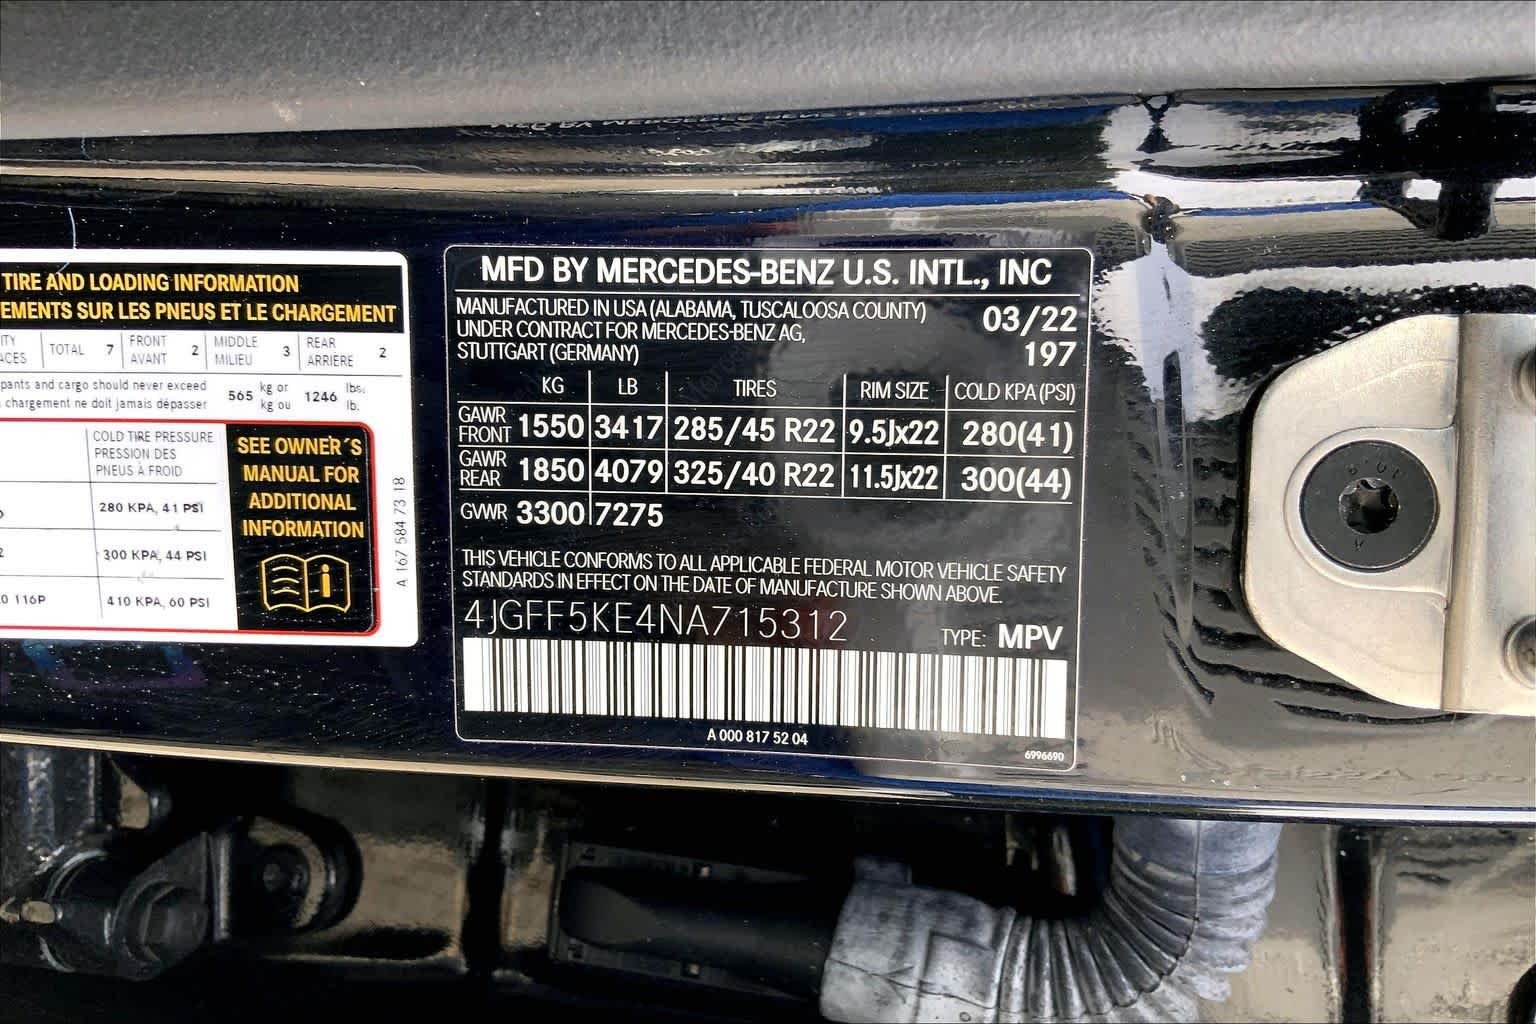 TIRE AND LOADING INFORMATION
EMENTS SUR LES PNEUS ET LE CHARGEMENT
TOTAL 7 FRONT AVANT 2 MIDDLE MILIEU 3 REAR ARRIÈRE 2
pants and cargo should never exceed 565 kg or 1246 lbs.
chargement ne doit jamais dépasser kg ou lb.
COLD TIRE PRESSURE
PRESSION DES
PNEUS À FROID
280 KPA, 41 PSI
300 KPA, 44 PSI
0 116P 410 KPA, 60 PSI
SEE OWNER´S
MANUAL FOR
ADDITIONAL
INFORMATION
A 167 584 73 18
MFD BY MERCEDES-BENZ U.S. INTL., INC
MANUFACTURED IN USA (ALABAMA, TUSCALOOSA COUNTY) 03/22
UNDER CONTRACT FOR MERCEDES-BENZ AG,
STUTTGART (GERMANY) 197
KG LB TIRES RIM SIZE COLD KPA (PSI)
GAWR FRONT 1550 3417 285/45 R22 9.5Jx22 280(41)
GAWR REAR 1850 4079 325/40 R22 11.5Jx22 300(44)
GVWR 3300 7275
THIS VEHICLE CONFORMS TO ALL APPLICABLE FEDERAL MOTOR VEHICLE SAFETY
STANDARDS IN EFFECT ON THE DATE OF MANUFACTURE SHOWN ABOVE.
4JGFF5KE4NA715312
TYPE: MPV
A 000 817 52 04
6996690
10.9